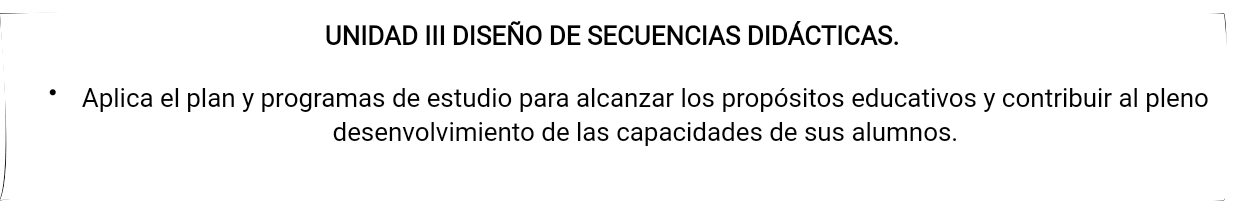 UNIDAD III DISEÑO DE SECUENCIAS DIDÁCTICAS.
• Aplica el plan y programas de estudio para alcanzar los propósitos educativos y contribuir al pleno
desenvolvimiento de las capacidades de sus alumnos.